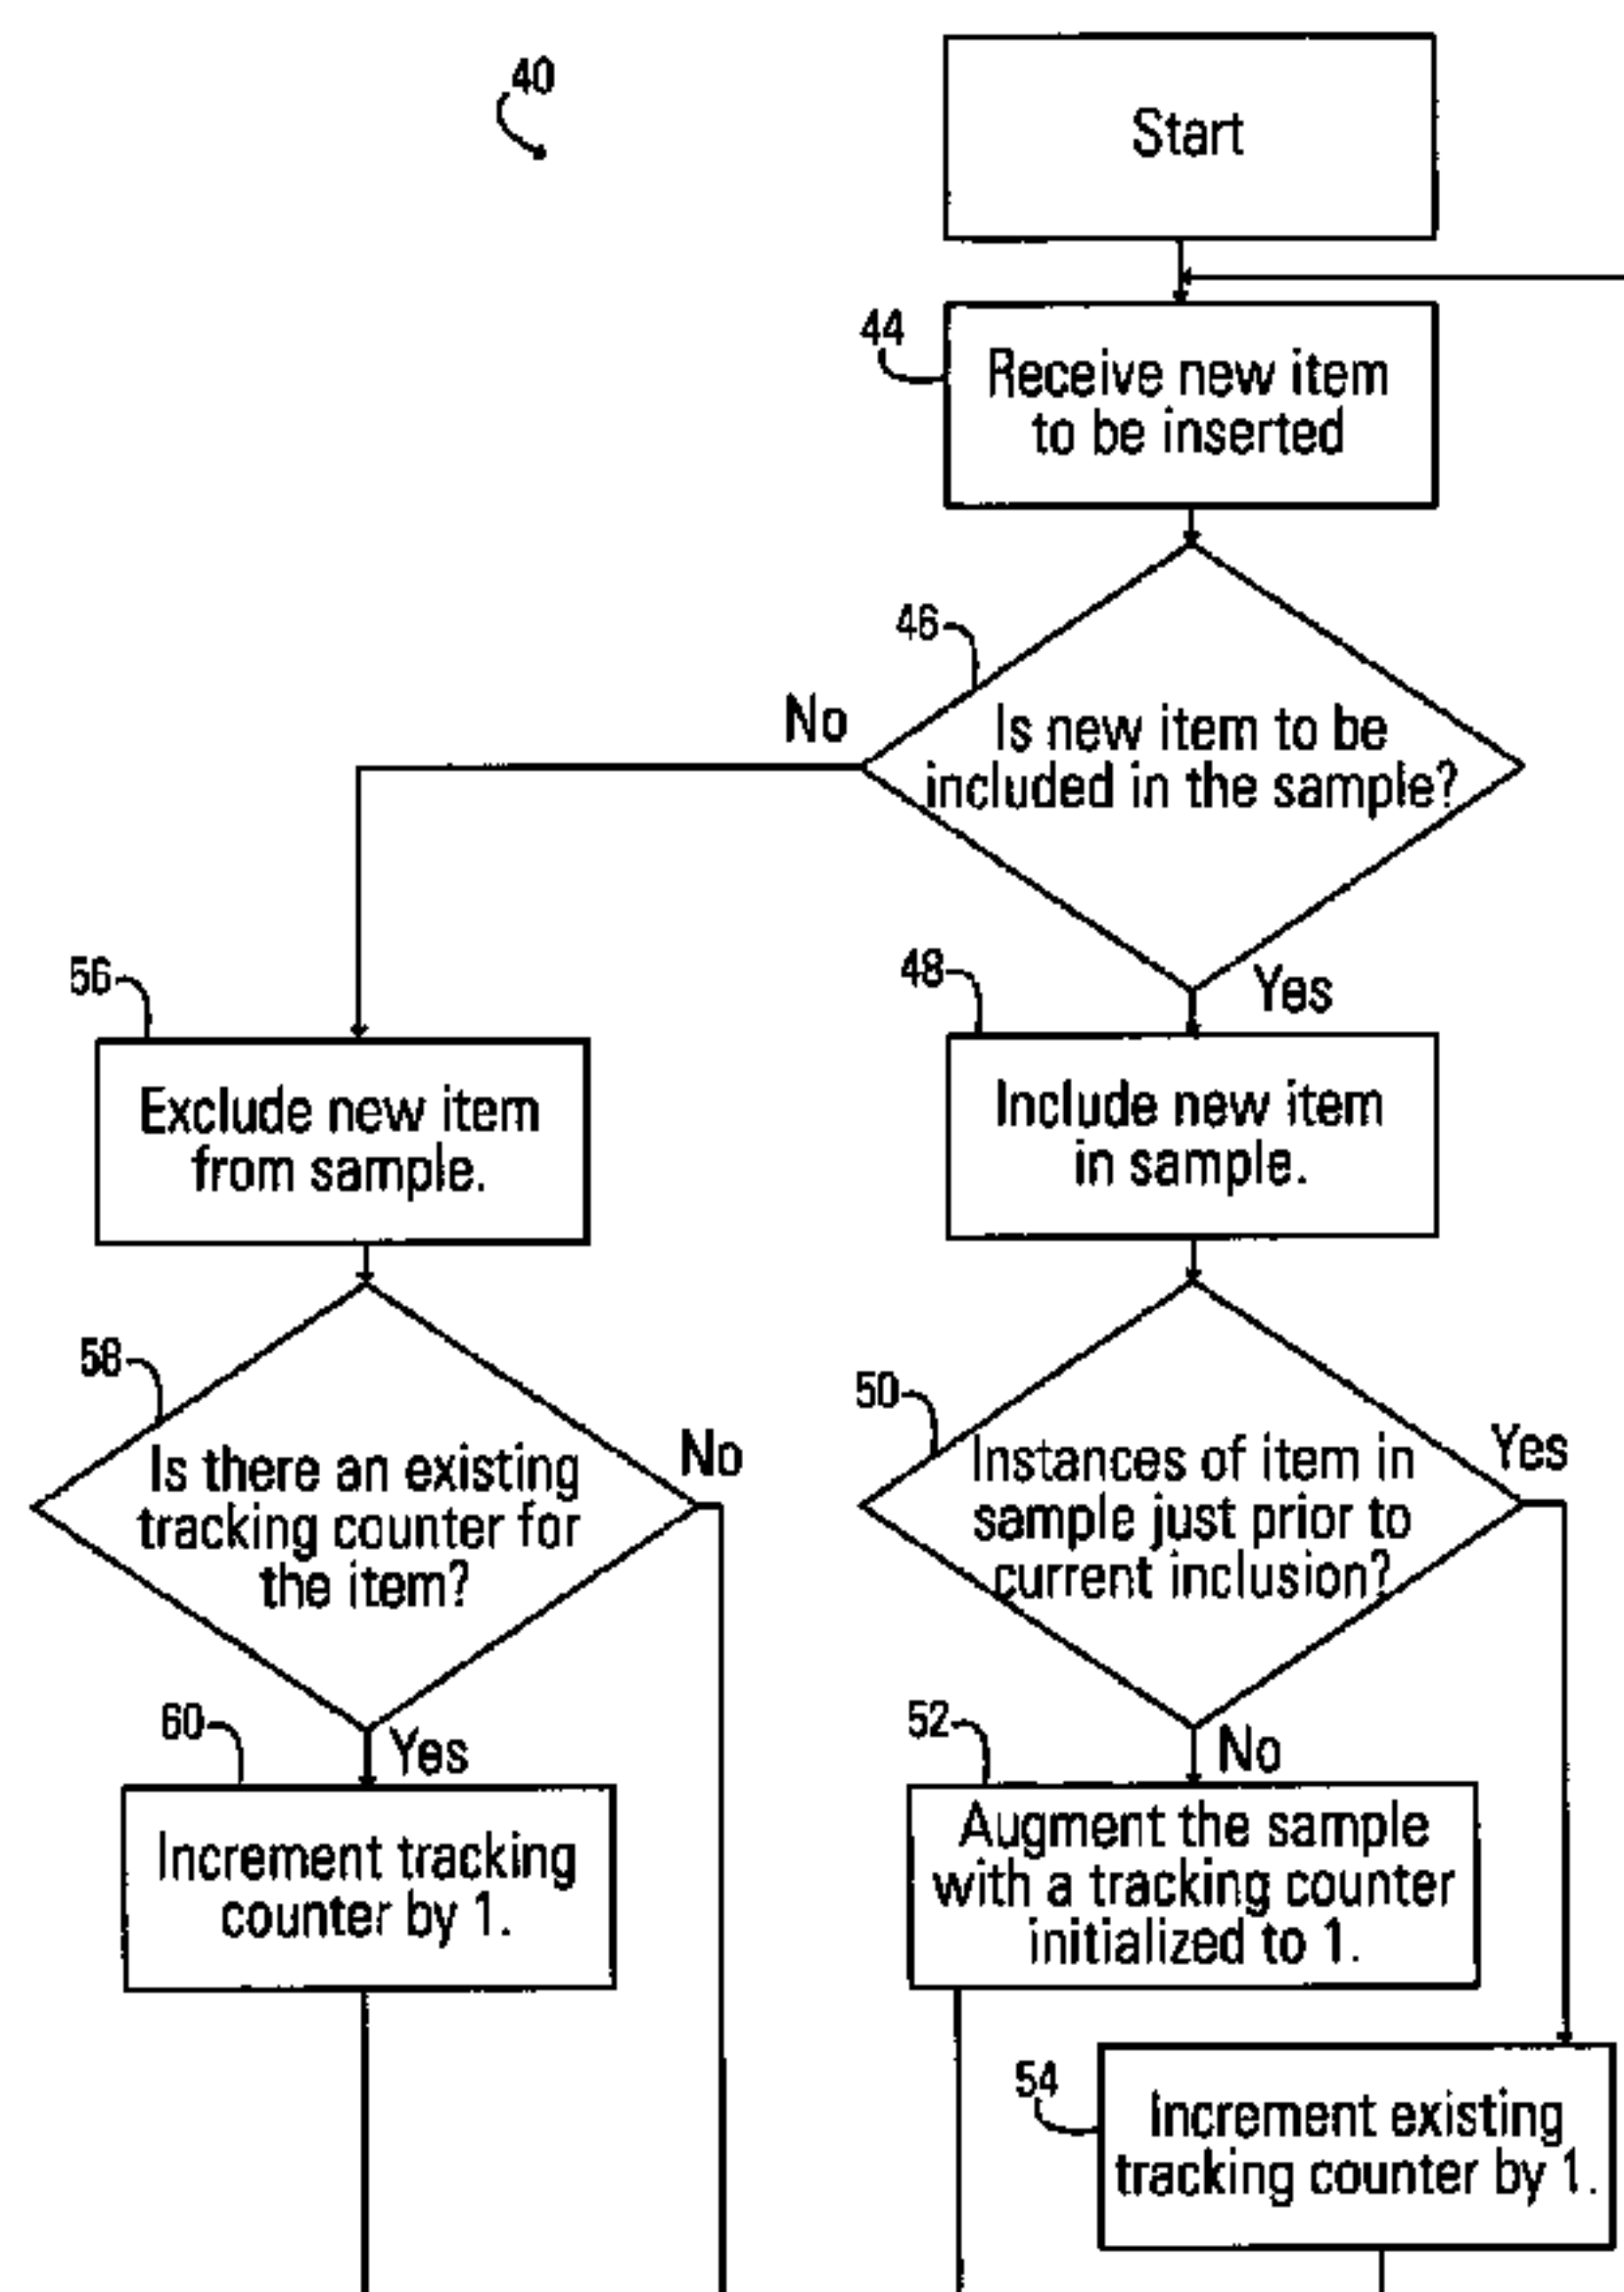 40
Start
44
Receive new item
to be inserted
46
No
Is new item to be
included in the sample?
Yes
56
Exclude new item
from sample.
48
Include new item
in sample.
58
Is there an existing
tracking counter for
the item?
No
Yes
50
Instances of item in
sample just prior to
current inclusion?
Yes
No
60
Increment tracking
counter by 1.
52
Augment the sample
with a tracking counter
initialized to 1.
54
Increment existing
tracking counter by 1.